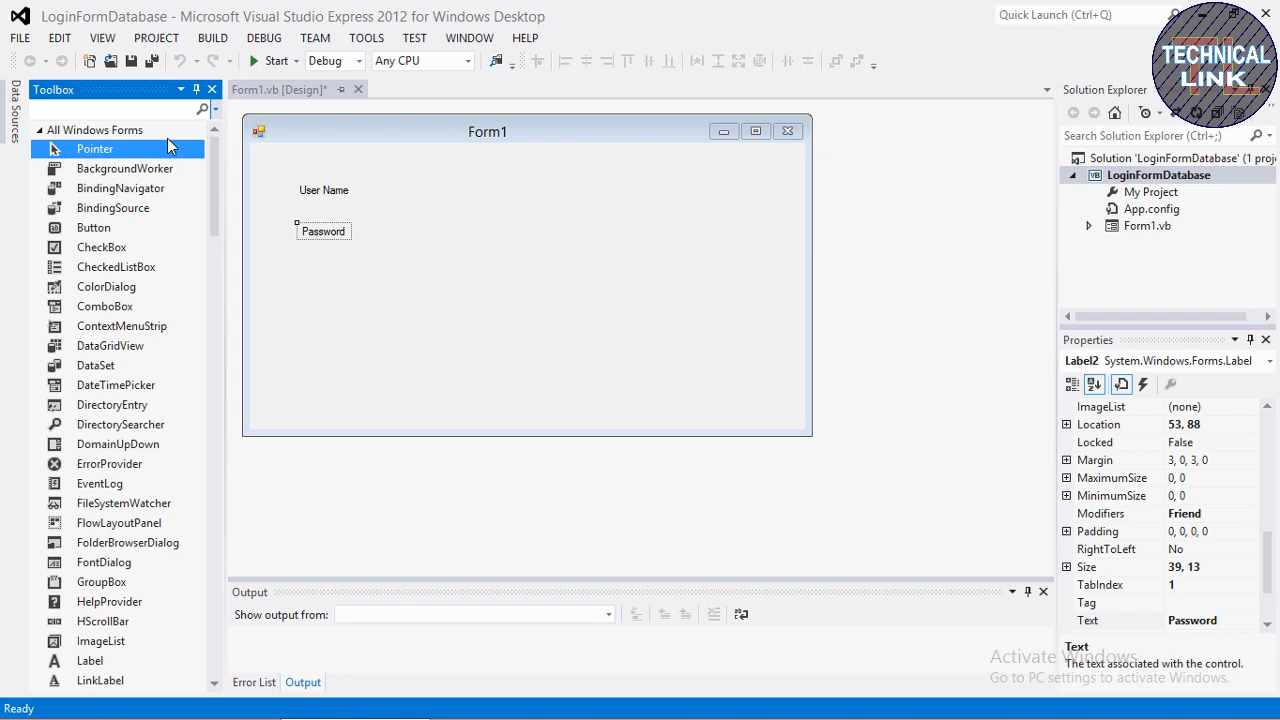 LoginFormDatabase - Microsoft Visual Studio Express 2012 for Windows Desktop
Quick Launch (Ctrl+Q)
FILE EDIT VIEW PROJECT BUILD DEBUG TEAM TOOLS TEST WINDOW HELP
TECHNICAL
LINK
Start Debug Any CPU
Data Sources
Toolbox
Form1.vb [Design]*
Solution Explorer
All Windows Forms
Pointer
BackgroundWorker
BindingNavigator
BindingSource
Button
CheckBox
CheckedListBox
ColorDialog
ComboBox
ContextMenuStrip
DataGridView
DataSet
DateTimePicker
DirectoryEntry
DirectorySearcher
DomainUpDown
ErrorProvider
EventLog
FileSystemWatcher
FlowLayoutPanel
FolderBrowserDialog
FontDialog
GroupBox
HelpProvider
HScrollBar
ImageList
Label
LinkLabel
Form1
User Name
Password
Search Solution Explorer (Ctrl+;)
Solution 'LoginFormDatabase' (1 proj
VB LoginFormDatabase
My Project
App.config
Form1.vb
Properties
Label2 System.Windows.Forms.Label
ImageList (none)
Location 53, 88
Locked False
Margin 3, 0, 3, 0
MaximumSize 0, 0
MinimumSize 0, 0
Modifiers Friend
Padding 0, 0, 0, 0
RightToLeft No
Size 39, 13
TabIndex 1
Tag
Text Password
Text
The text associated with the control.
Activate Windows
Go to PC settings to activate Windows.
Output
Show output from:
Error List Output
Ready